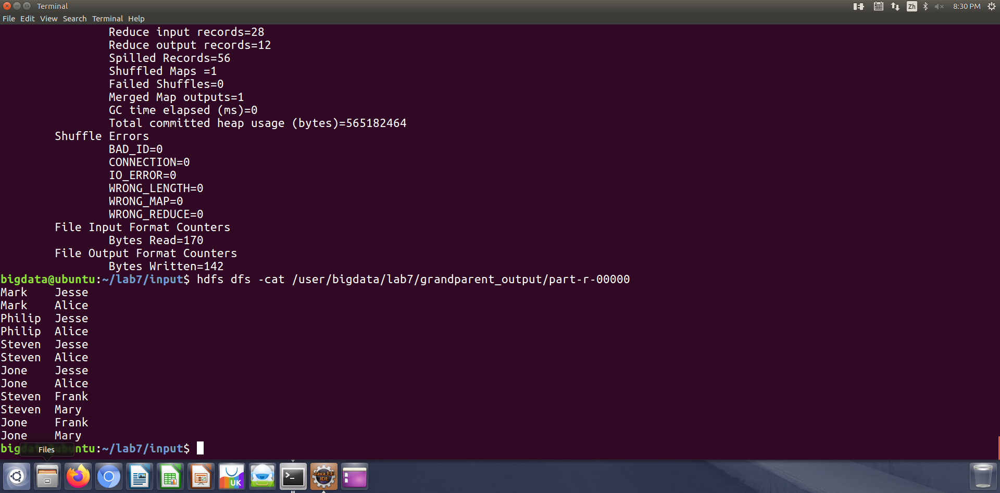 Terminal
Zh
8:30 PM
File Edit View Search Terminal Help
Reduce input records=28
Reduce output records=12
Spilled Records=56
Shuffled Maps =1
Failed Shuffles=0
Merged Map outputs=1
GC time elapsed (ms)=0
Total committed heap usage (bytes)=565182464
Shuffle Errors
BAD_ID=0
CONNECTION=0
IO_ERROR=0
WRONG_LENGTH=0
WRONG_MAP=0
WRONG_REDUCE=0
File Input Format Counters
Bytes Read=170
File Output Format Counters
Bytes Written=142
bigdata@ubuntu:~/lab7/input$ hdfs dfs -cat /user/bigdata/lab7/grandparent_output/part-r-00000
Mark Jesse
Mark Alice
Philip Jesse
Philip Alice
Steven Jesse
Steven Alice
Jone Jesse
Jone Alice
Steven Frank
Steven Mary
Jone Frank
Jone Mary
bigdata@ubuntu:~/lab7/input$
Files
UK
>_
Java EE
IDE